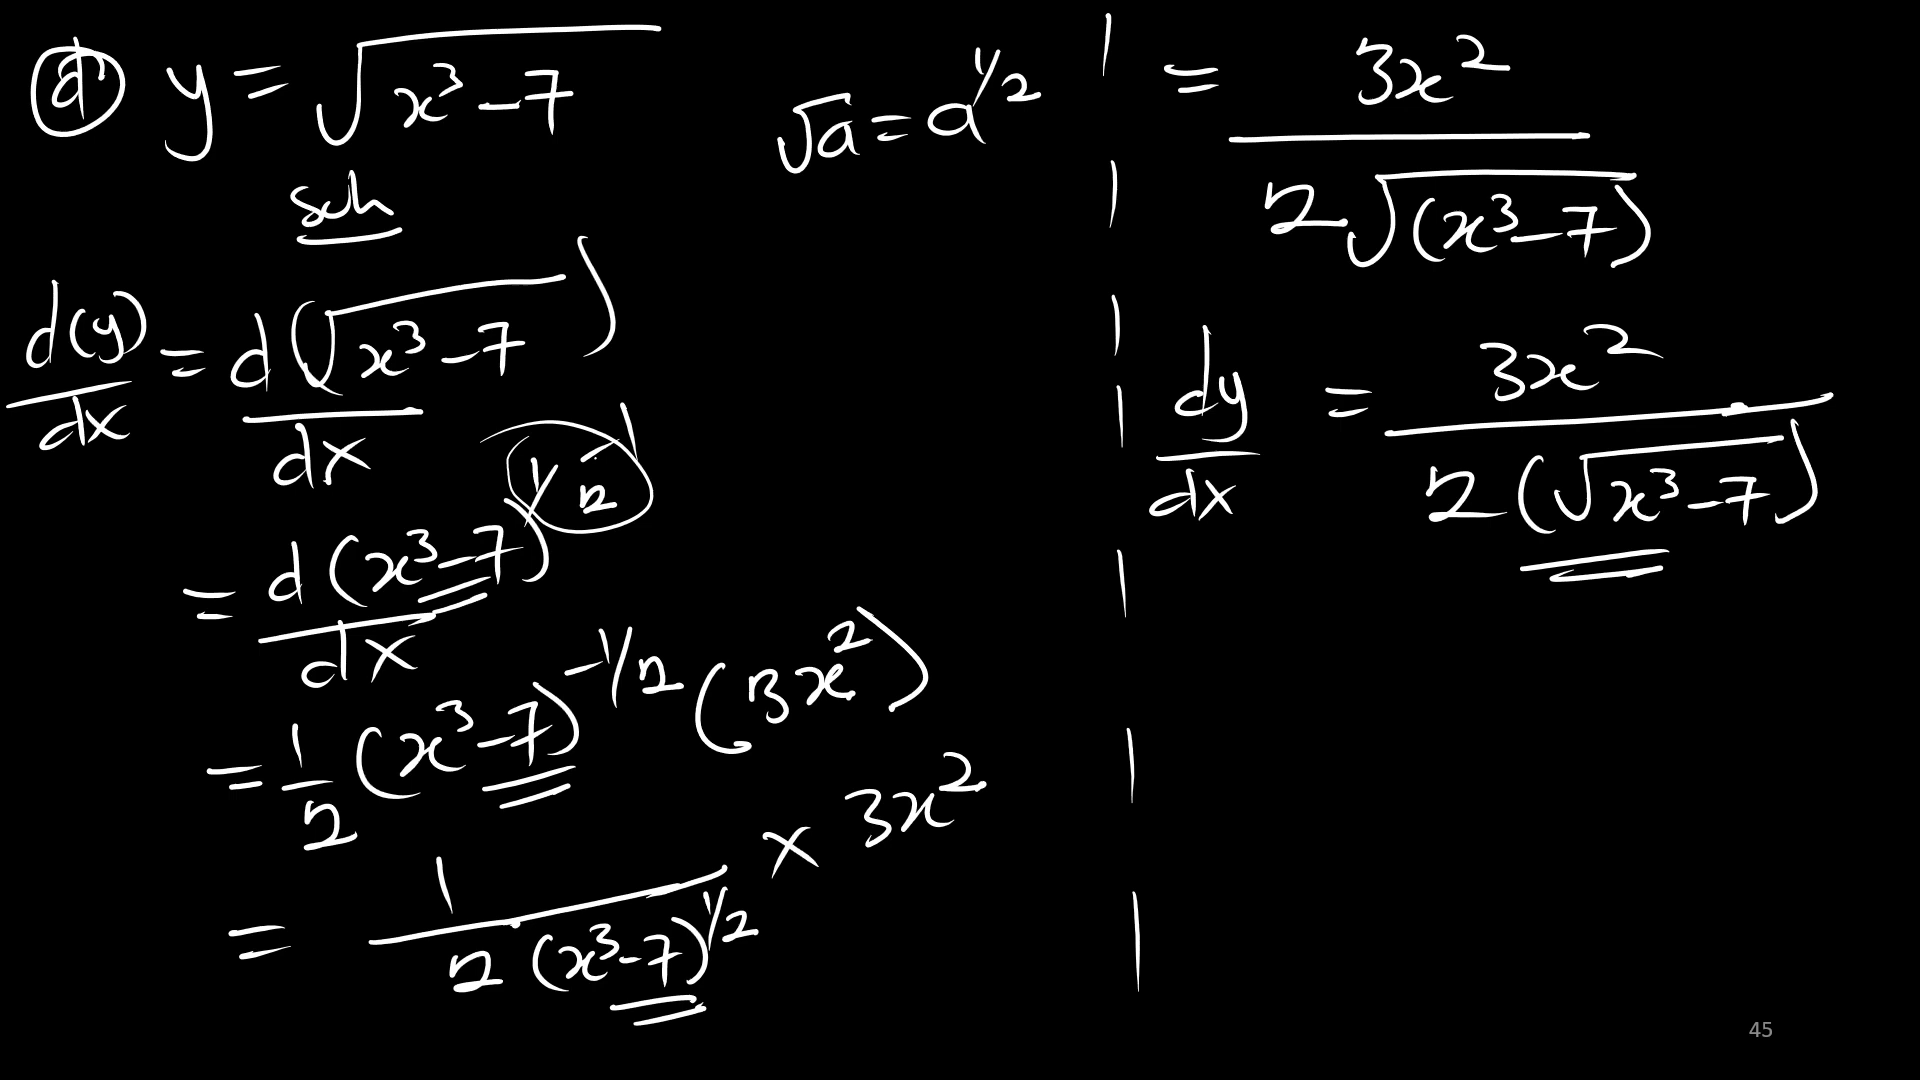 (d) y = √(x³ – 7)
soln
√a = a^1/2
d(y)/dx = d(√(x³ – 7))/dx
= d(x³ – 7)^1/2/dx
= 1/2 (x³ – 7)^-1/2 (3x²)
= 1/(2(x³ – 7)^1/2) × 3x²
= 3x²/(2√(x³ – 7))
dy/dx = 3x²/(2(√(x³ – 7)))
45